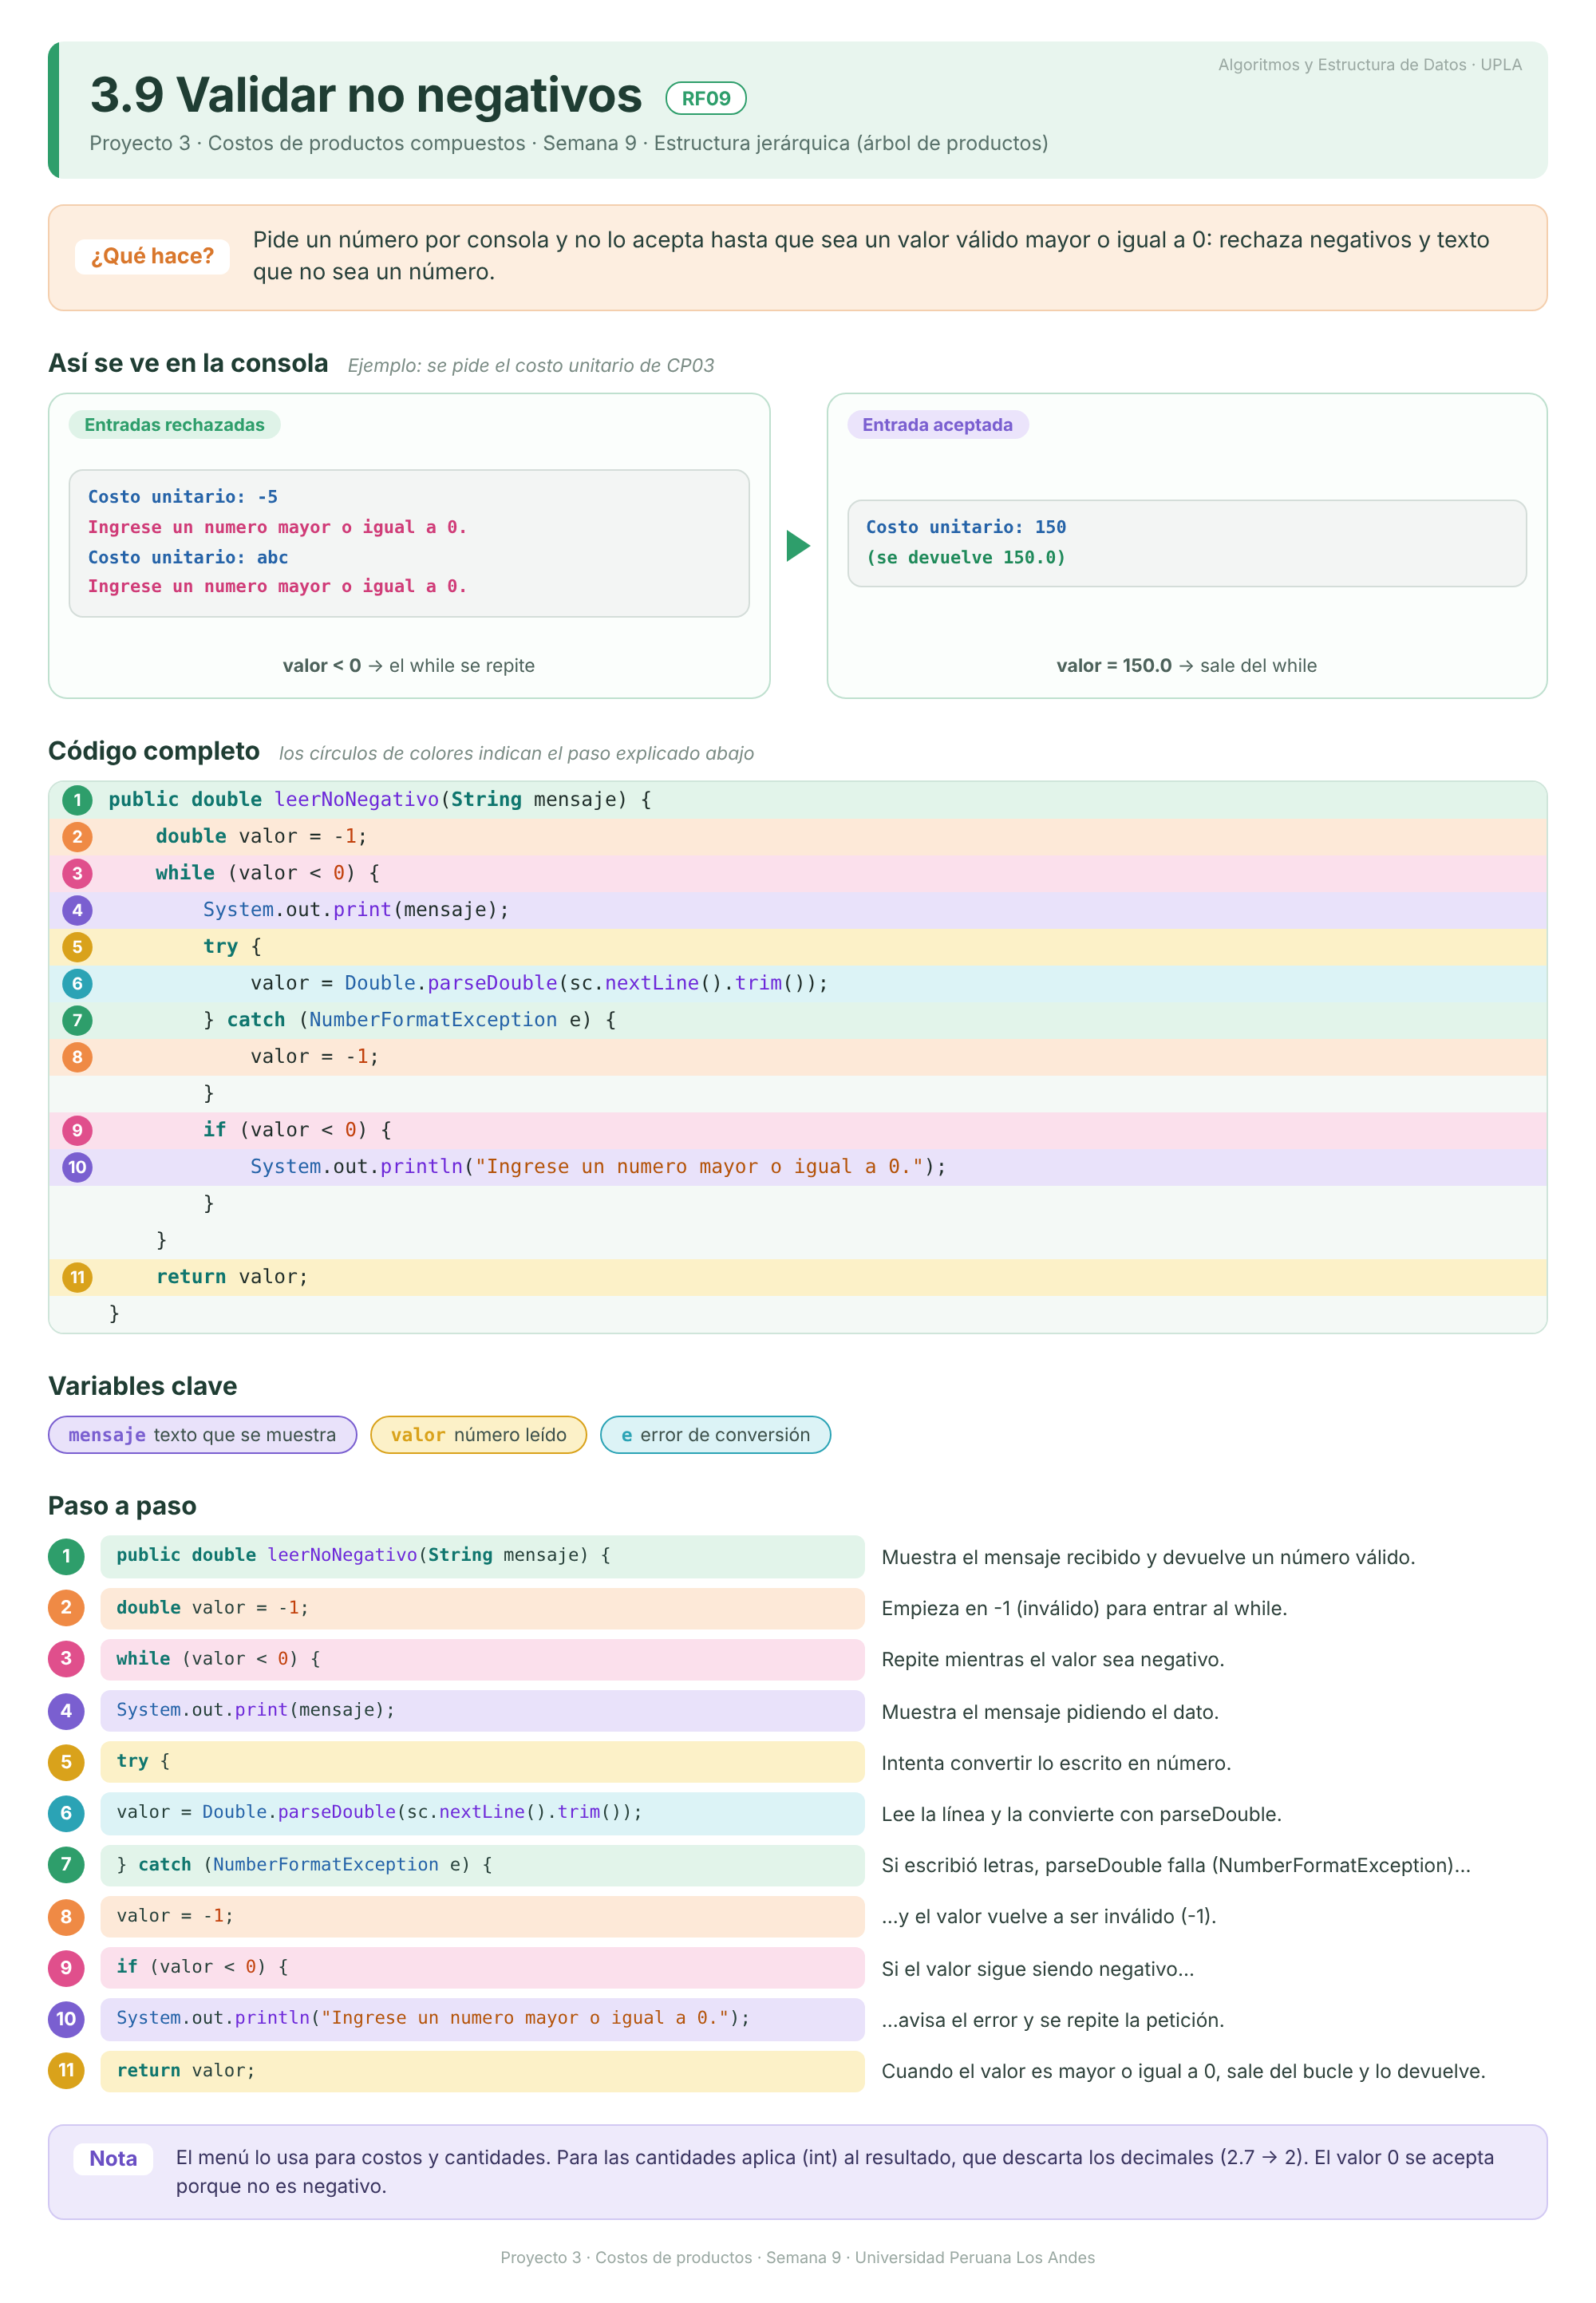 Algoritmos y Estructura de Datos · UPLA
3.9 Validar no negativos RF09
Proyecto 3 · Costos de productos compuestos · Semana 9 · Estructura jerárquica (árbol de productos)
¿Qué hace?
Pide un número por consola y no lo acepta hasta que sea un valor válido mayor o igual a 0: rechaza negativos y texto
que no sea un número.
Así se ve en la consola Ejemplo: se pide el costo unitario de CP03
Entradas rechazadas
Costo unitario: -5
Ingrese un numero mayor o igual a 0.
Costo unitario: abc
Ingrese un numero mayor o igual a 0.
valor < 0 → el while se repite
Entrada aceptada
Costo unitario: 150
(se devuelve 150.0)
valor = 150.0 → sale del while
Código completo los círculos de colores indican el paso explicado abajo
1 public double leerNoNegativo(String mensaje) {
2 double valor = -1;
3 while (valor < 0) {
4 System.out.print(mensaje);
5 try {
6 valor = Double.parseDouble(sc.nextLine().trim());
7 } catch (NumberFormatException e) {
8 valor = -1;
}
9 if (valor < 0) {
10 System.out.println("Ingrese un numero mayor o igual a 0.");
}
}
11 return valor;
}
Variables clave
mensaje texto que se muestra valor número leído e error de conversión
Paso a paso
1 public double leerNoNegativo(String mensaje) { Muestra el mensaje recibido y devuelve un número válido.
2 double valor = -1; Empieza en -1 (inválido) para entrar al while.
3 while (valor < 0) { Repite mientras el valor sea negativo.
4 System.out.print(mensaje); Muestra el mensaje pidiendo el dato.
5 try { Intenta convertir lo escrito en número.
6 valor = Double.parseDouble(sc.nextLine().trim()); Lee la línea y la convierte con parseDouble.
7 } catch (NumberFormatException e) { Si escribió letras, parseDouble falla (NumberFormatException)...
8 valor = -1; ...y el valor vuelve a ser inválido (-1).
9 if (valor < 0) { Si el valor sigue siendo negativo...
10 System.out.println("Ingrese un numero mayor o igual a 0."); ...avisa el error y se repite la petición.
11 return valor; Cuando el valor es mayor o igual a 0, sale del bucle y lo devuelve.
Nota
El menú lo usa para costos y cantidades. Para las cantidades aplica (int) al resultado, que descarta los decimales (2.7 → 2). El valor 0 se acepta
porque no es negativo.
Proyecto 3 · Costos de productos · Semana 9 · Universidad Peruana Los Andes